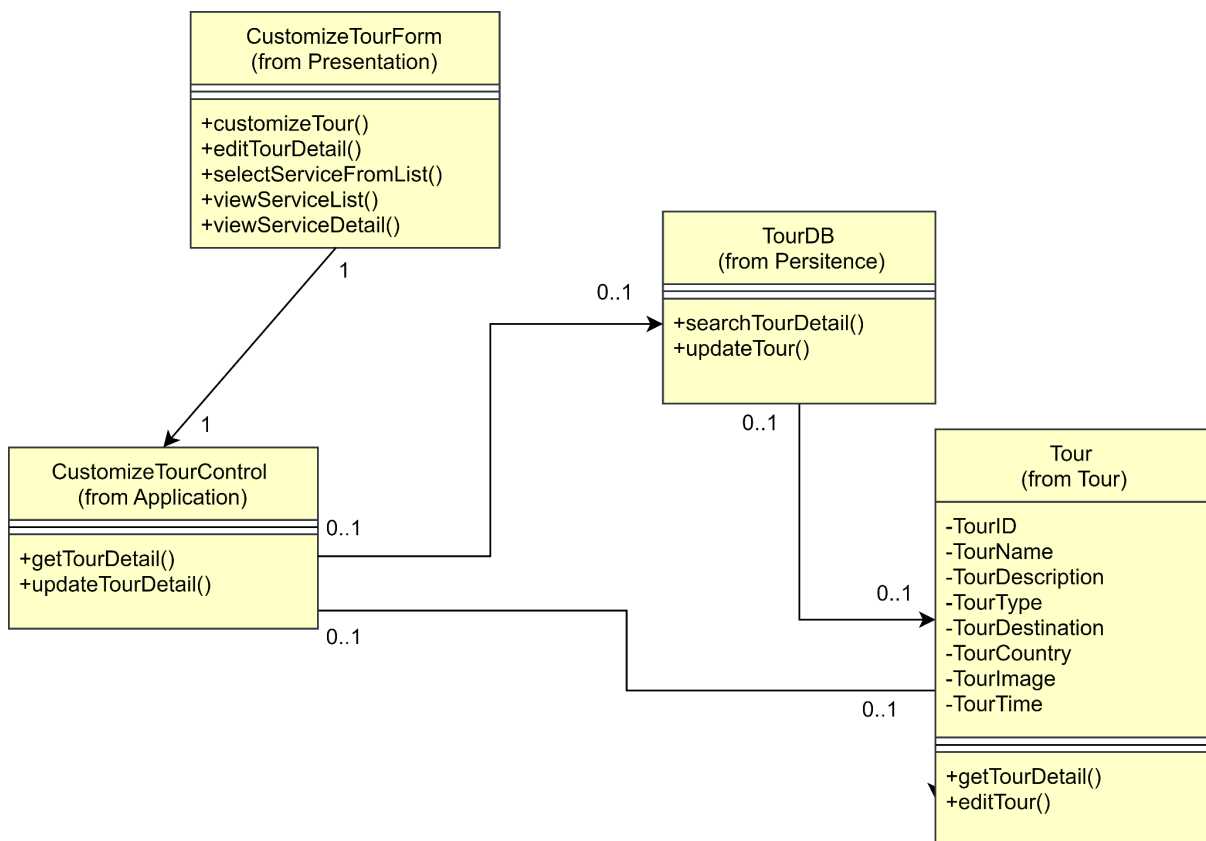 CustomizeTourForm
(from Presentation)
+customizeTour()
+editTourDetail()
+selectServiceFromList()
+viewServiceList()
+viewServiceDetail()
1
1
CustomizeTourControl
(from Application)
+getTourDetail()
+updateTourDetail()
0..1
0..1
0..1
TourDB
(from Persitence)
+searchTourDetail()
+updateTour()
0..1
0..1
0..1
Tour
(from Tour)
-TourID
-TourName
-TourDescription
-TourType
-TourDestination
-TourCountry
-TourImage
-TourTime
+getTourDetail()
+editTour()